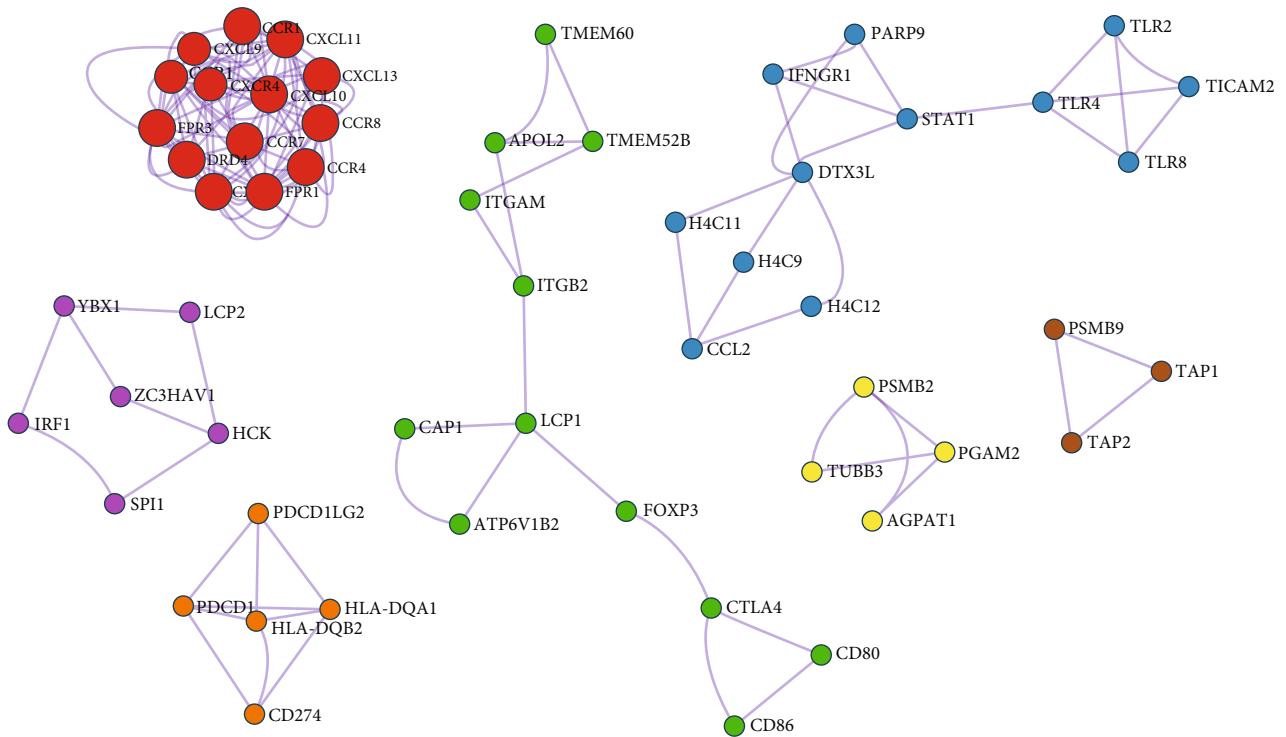 CCR1
CXCL11
CXCL9
CXCL13
CXCR4
CXCL10
CCR8
FPR3
CCR7
DRD4
CCR4
FPR1
TMEM60
APOL2
TMEM52B
ITGAM
ITGB2
LCP1
CAP1
ATP6V1B2
FOXP3
CTLA4
CD80
CD86
PARP9
IFNGR1
STAT1
DTX3L
H4C11
H4C9
H4C12
CCL2
TLR2
TICAM2
TLR4
TLR8
YBX1
LCP2
ZC3HAV1
IRF1
HCK
SPI1
PDCD1LG2
PDCD1
HLA-DQA1
HLA-DQB2
CD274
PSMB2
PGAM2
TUBB3
AGPAT1
PSMB9
TAP1
TAP2